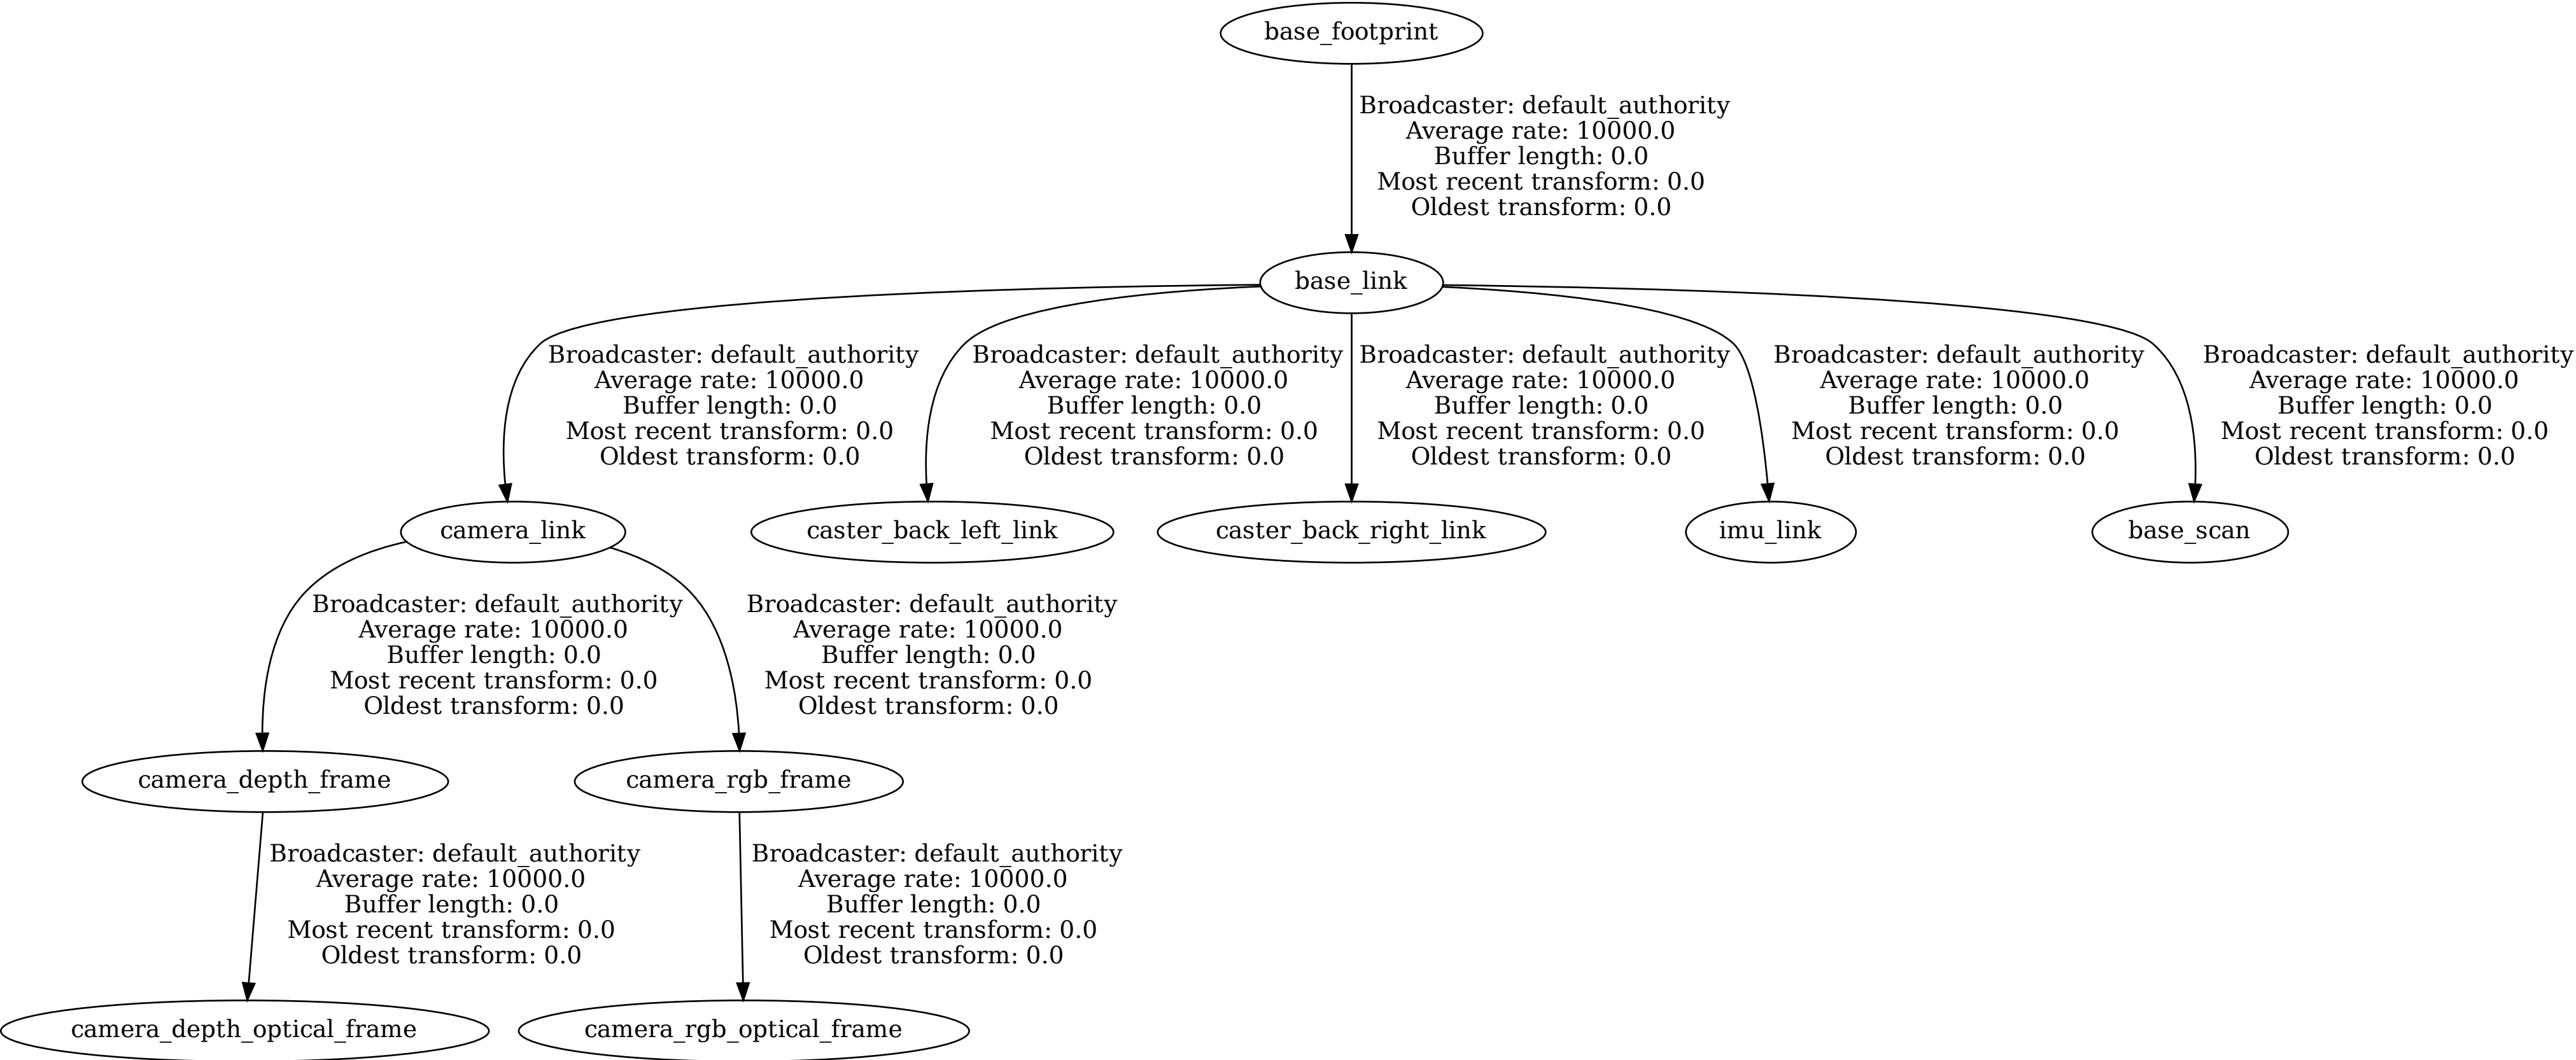 base_footprint
Broadcaster: default_authority
Average rate: 10000.0
Buffer length: 0.0
Most recent transform: 0.0
Oldest transform: 0.0
base_link
Broadcaster: default_authority
Average rate: 10000.0
Buffer length: 0.0
Most recent transform: 0.0
Oldest transform: 0.0
Broadcaster: default_authority
Average rate: 10000.0
Buffer length: 0.0
Most recent transform: 0.0
Oldest transform: 0.0
Broadcaster: default_authority
Average rate: 10000.0
Buffer length: 0.0
Most recent transform: 0.0
Oldest transform: 0.0
Broadcaster: default_authority
Average rate: 10000.0
Buffer length: 0.0
Most recent transform: 0.0
Oldest transform: 0.0
Broadcaster: default_authority
Average rate: 10000.0
Buffer length: 0.0
Most recent transform: 0.0
Oldest transform: 0.0
camera_link
caster_back_left_link
caster_back_right_link
imu_link
base_scan
Broadcaster: default_authority
Average rate: 10000.0
Buffer length: 0.0
Most recent transform: 0.0
Oldest transform: 0.0
Broadcaster: default_authority
Average rate: 10000.0
Buffer length: 0.0
Most recent transform: 0.0
Oldest transform: 0.0
camera_depth_frame
camera_rgb_frame
Broadcaster: default_authority
Average rate: 10000.0
Buffer length: 0.0
Most recent transform: 0.0
Oldest transform: 0.0
Broadcaster: default_authority
Average rate: 10000.0
Buffer length: 0.0
Most recent transform: 0.0
Oldest transform: 0.0
camera_depth_optical_frame
camera_rgb_optical_frame